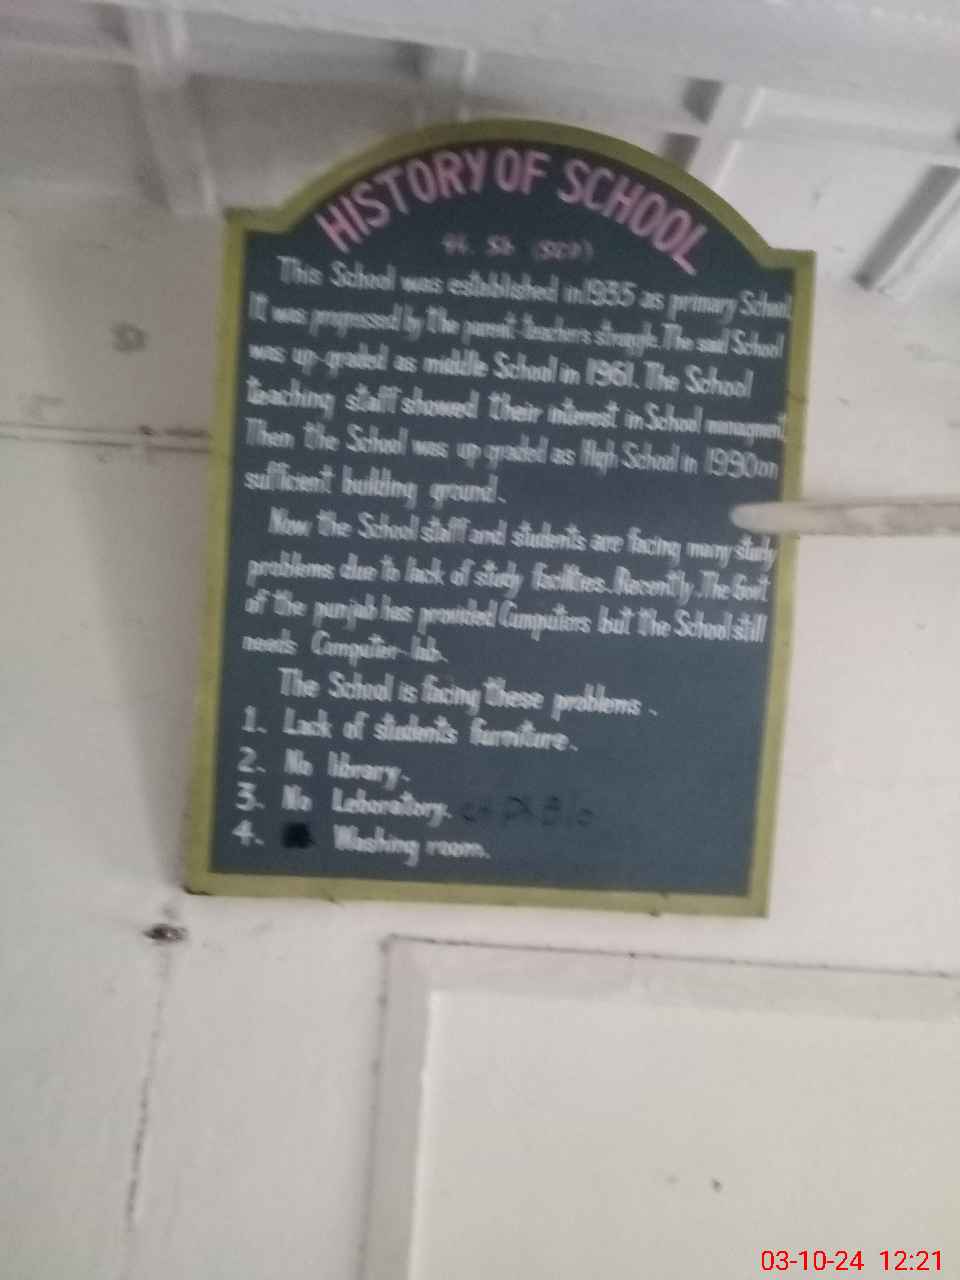 HISTORY OF SCHOOL
This School was established in 1935 as primary School.
It was progressed by the parent-teachers struggle. The said School
was up-graded as middle School in 1961. The School
teaching staff showed their interest in School managment.
Then the School was up graded as High School in 1990 on
sufficient building ground.
Now the School staff and students are facing many study
problems due to lack of study facilities. Recently The Govt
of the punjab has provided Computers but the School still
needs Computer-lab.
The School is facing these problems.
1. Lack of students furniture.
2. No library.
3. No Leboratory.
4. Washing room.
03-10-24 12:21